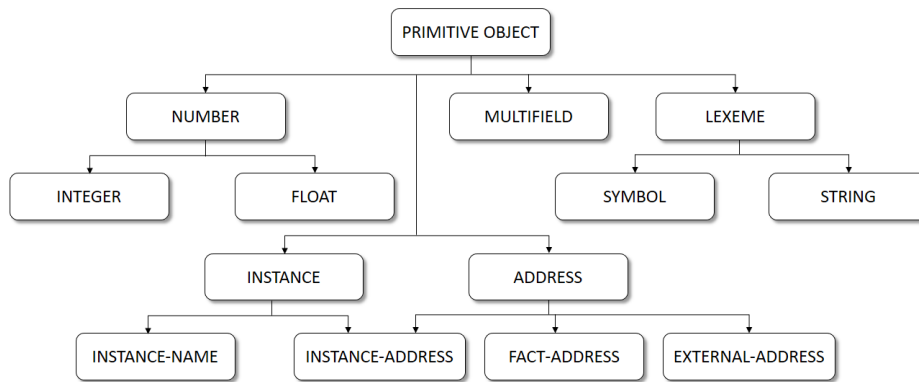 PRIMITIVE OBJECT
NUMBER
MULTIFIELD
LEXEME
INTEGER
FLOAT
SYMBOL
STRING
INSTANCE
ADDRESS
INSTANCE-NAME
INSTANCE-ADDRESS
FACT-ADDRESS
EXTERNAL-ADDRESS